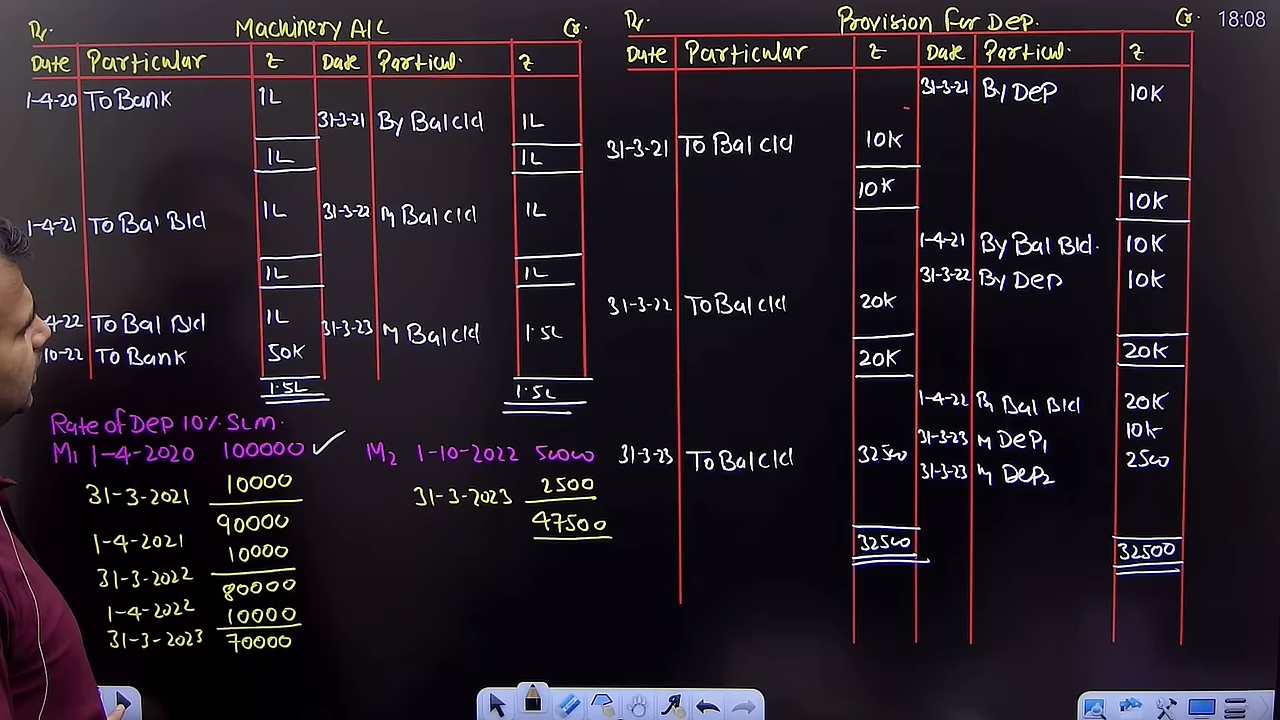 Dr. Machinery A/C Cr.
Date Particular ₹ Date Particul. ₹
1-4-20 To Bank 1L
31-3-21 By Bal c/d 1L
1L 1L
1-4-21 To Bal B/d 1L 31-3-22 " Bal c/d 1L
1L 1L
4-22 To Bal B/d 1L 31-3-23 " Bal c/d 1.5L
10-22 To Bank 50K
1.5L 1.5L
Rate of Dep 10% SLM.
M1 1-4-2020 100000 ✓
31-3-2021 10000
90000
1-4-2021
31-3-2022 10000
80000
1-4-2022
31-3-2023 10000
70000
M2 1-10-2022 50000
31-3-2023 2500
47500
Dr. Provision For Dep. Cr.
Date Particular ₹ Date Particular ₹
31-3-21 By Dep 10K
31-3-21 To Bal c/d 10K
10K 10K
1-4-21 By Bal B/d. 10K
31-3-22 By Dep 10K
31-3-22 To Bal c/d 20K
20K 20K
1-4-22 By Bal B/d 20K
31-3-23 " Dep1 10K
31-3-23 To Bal c/d 32500 31-3-23 " Dep2 2500
32500 32500
18:08